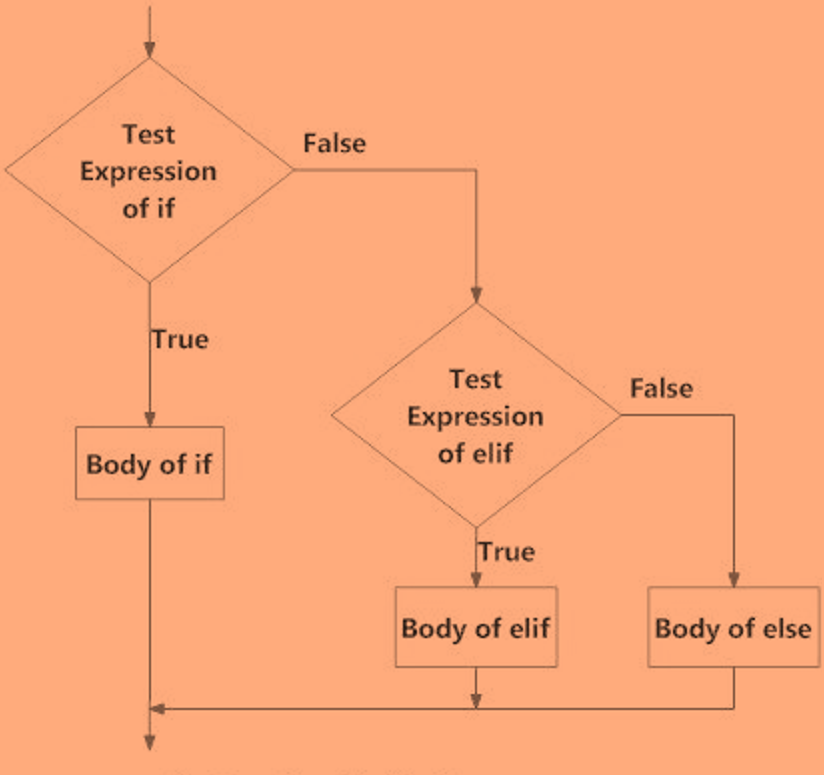 Test
Expression
of if
False
True
Body of if
Test
Expression
of elif
False
True
Body of elif
Body of else